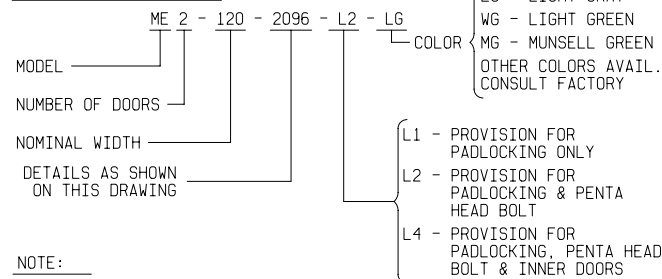 ME 2 - 120 - 2096 - L2 - LG
WG - LIGHT GREEN
COLOR
MG - MUNSELL GREEN
OTHER COLORS AVAIL.
CONSULT FACTORY
MODEL
NUMBER OF DOORS
NOMINAL WIDTH
DETAILS AS SHOWN
ON THIS DRAWING
L1 - PROVISION FOR
PADLOCKING ONLY
L2 - PROVISION FOR
PADLOCKING & PENTA
HEAD BOLT
L4 - PROVISION FOR
PADLOCKING, PENTA HEAD
BOLT & INNER DOORS
NOTE: